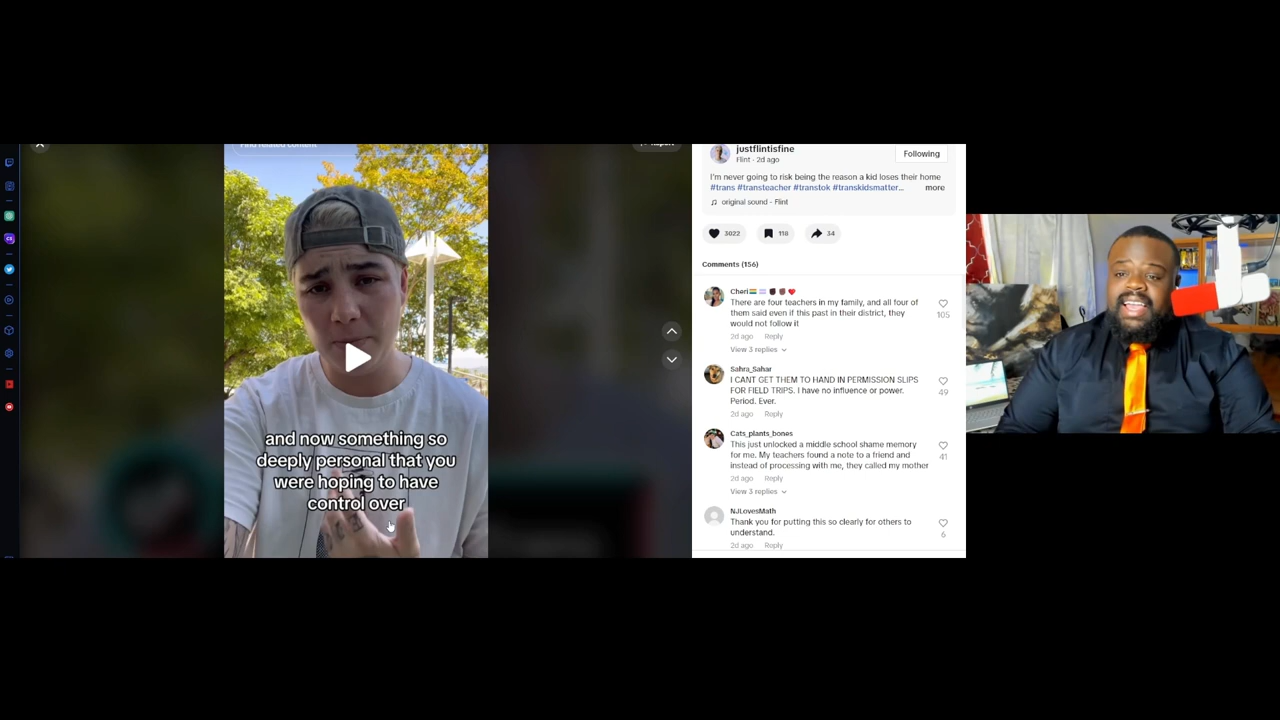 Find related content
Report
and now something so
deeply personal that you
were hoping to have
control over
justflintisfine
Flint · 2d ago
Following
I'm never going to risk being the reason a kid loses their home
#trans #transteacher #transtok #transkidsmatter... more
original sound - Flint
3022
118
34
Comments (156)
Cheri
There are four teachers in my family, and all four of
them said even if this past in their district, they
would not follow it
105
2d ago Reply
View 3 replies
Sahra_Sahar
I CANT GET THEM TO HAND IN PERMISSION SLIPS
FOR FIELD TRIPS. I have no influence or power.
Period. Ever.
49
2d ago Reply
Cats_plants_bones
This just unlocked a middle school shame memory
for me. My teachers found a note to a friend and
instead of processing with me, they called my mother
41
2d ago Reply
View 3 replies
NJLovesMath
Thank you for putting this so clearly for others to
understand.
6
2d ago Reply